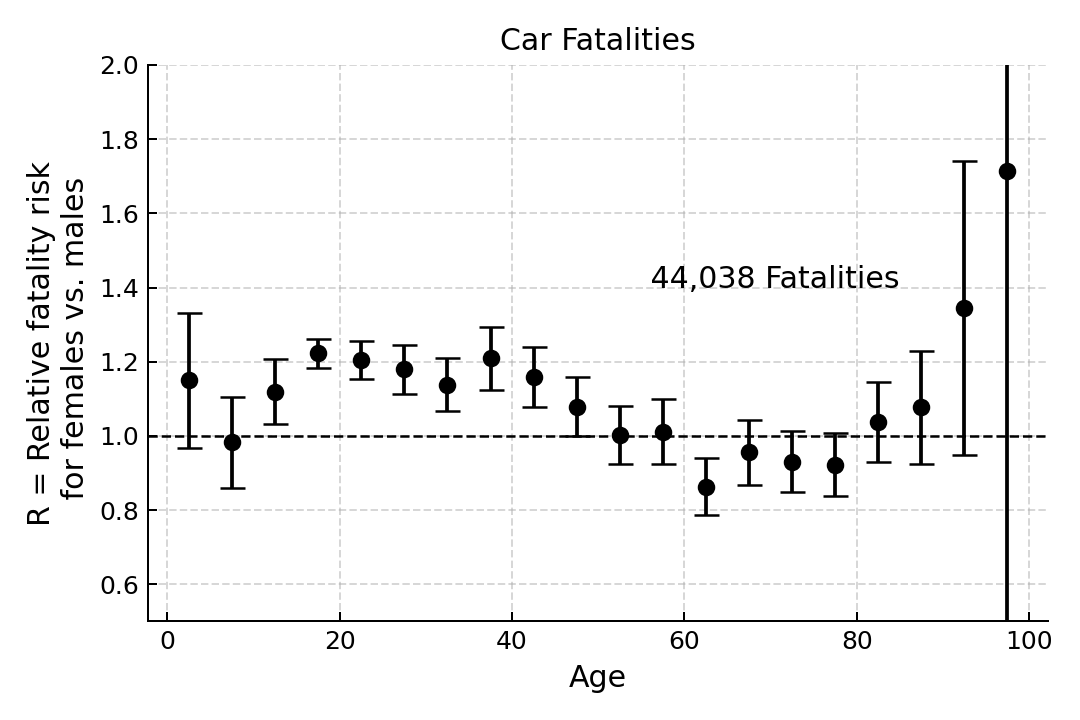 Car Fatalities
R = Relative fatality risk
for females vs. males
2.0
1.8
1.6
1.4
1.2
1.0
0.8
0.6
44,038 Fatalities
0
20
40
60
80
100
Age